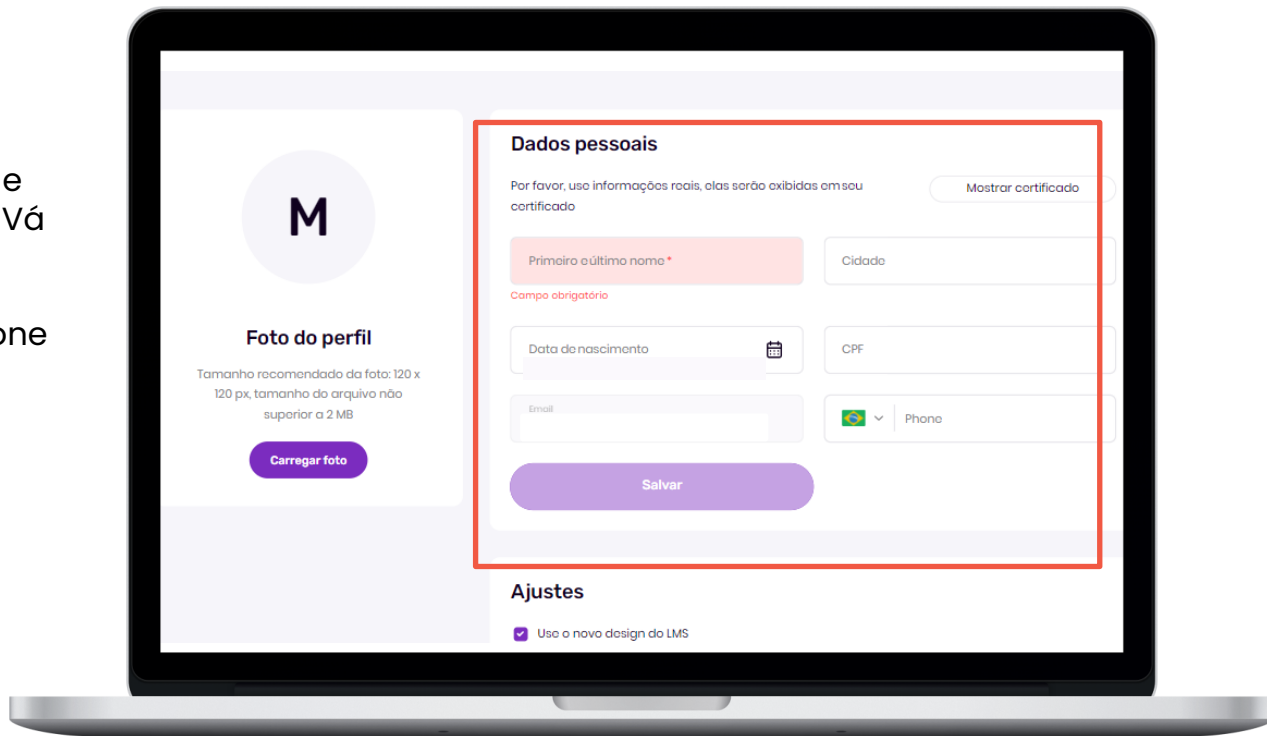 e
Vá
one
M
Foto do perfil
Tamanho recomendado da foto: 120 x
120 px, tamanho do arquivo não
superior a 2 MB
Carregar foto
Dados pessoais
Por favor, use informações reais, elas serão exibidas em seu
certificado
Mostrar certificado
Primeiro e último nome *
Cidade
Campo obrigatório
Data de nascimento
CPF
Email
Phone
Salvar
Ajustes
Use o novo design do LMS